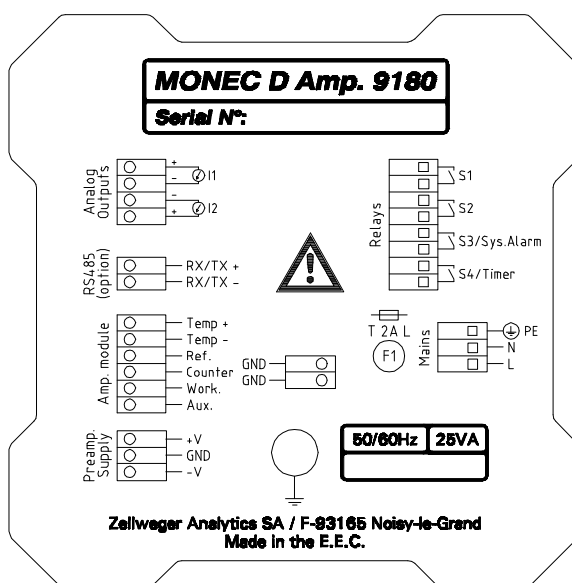 MONEC D Amp. 9180
Serial N°:
Analog
Outputs
+
-
I1
-
+
I2
Relays
S1
S2
S3/Sys.Alarm
S4/Timer
RS485
(option)
RX/TX +
RX/TX -
Amp. module
Temp +
Temp -
Ref.
Counter
Work.
Aux.
GND
GND
T 2A L
F1
Mains
PE
N
L
Preamp.
Supply
+V
GND
-V
50/60Hz 25VA
Zellweger Analytics SA / F-93165 Noisy-le-Grand
Made in the E.E.C.